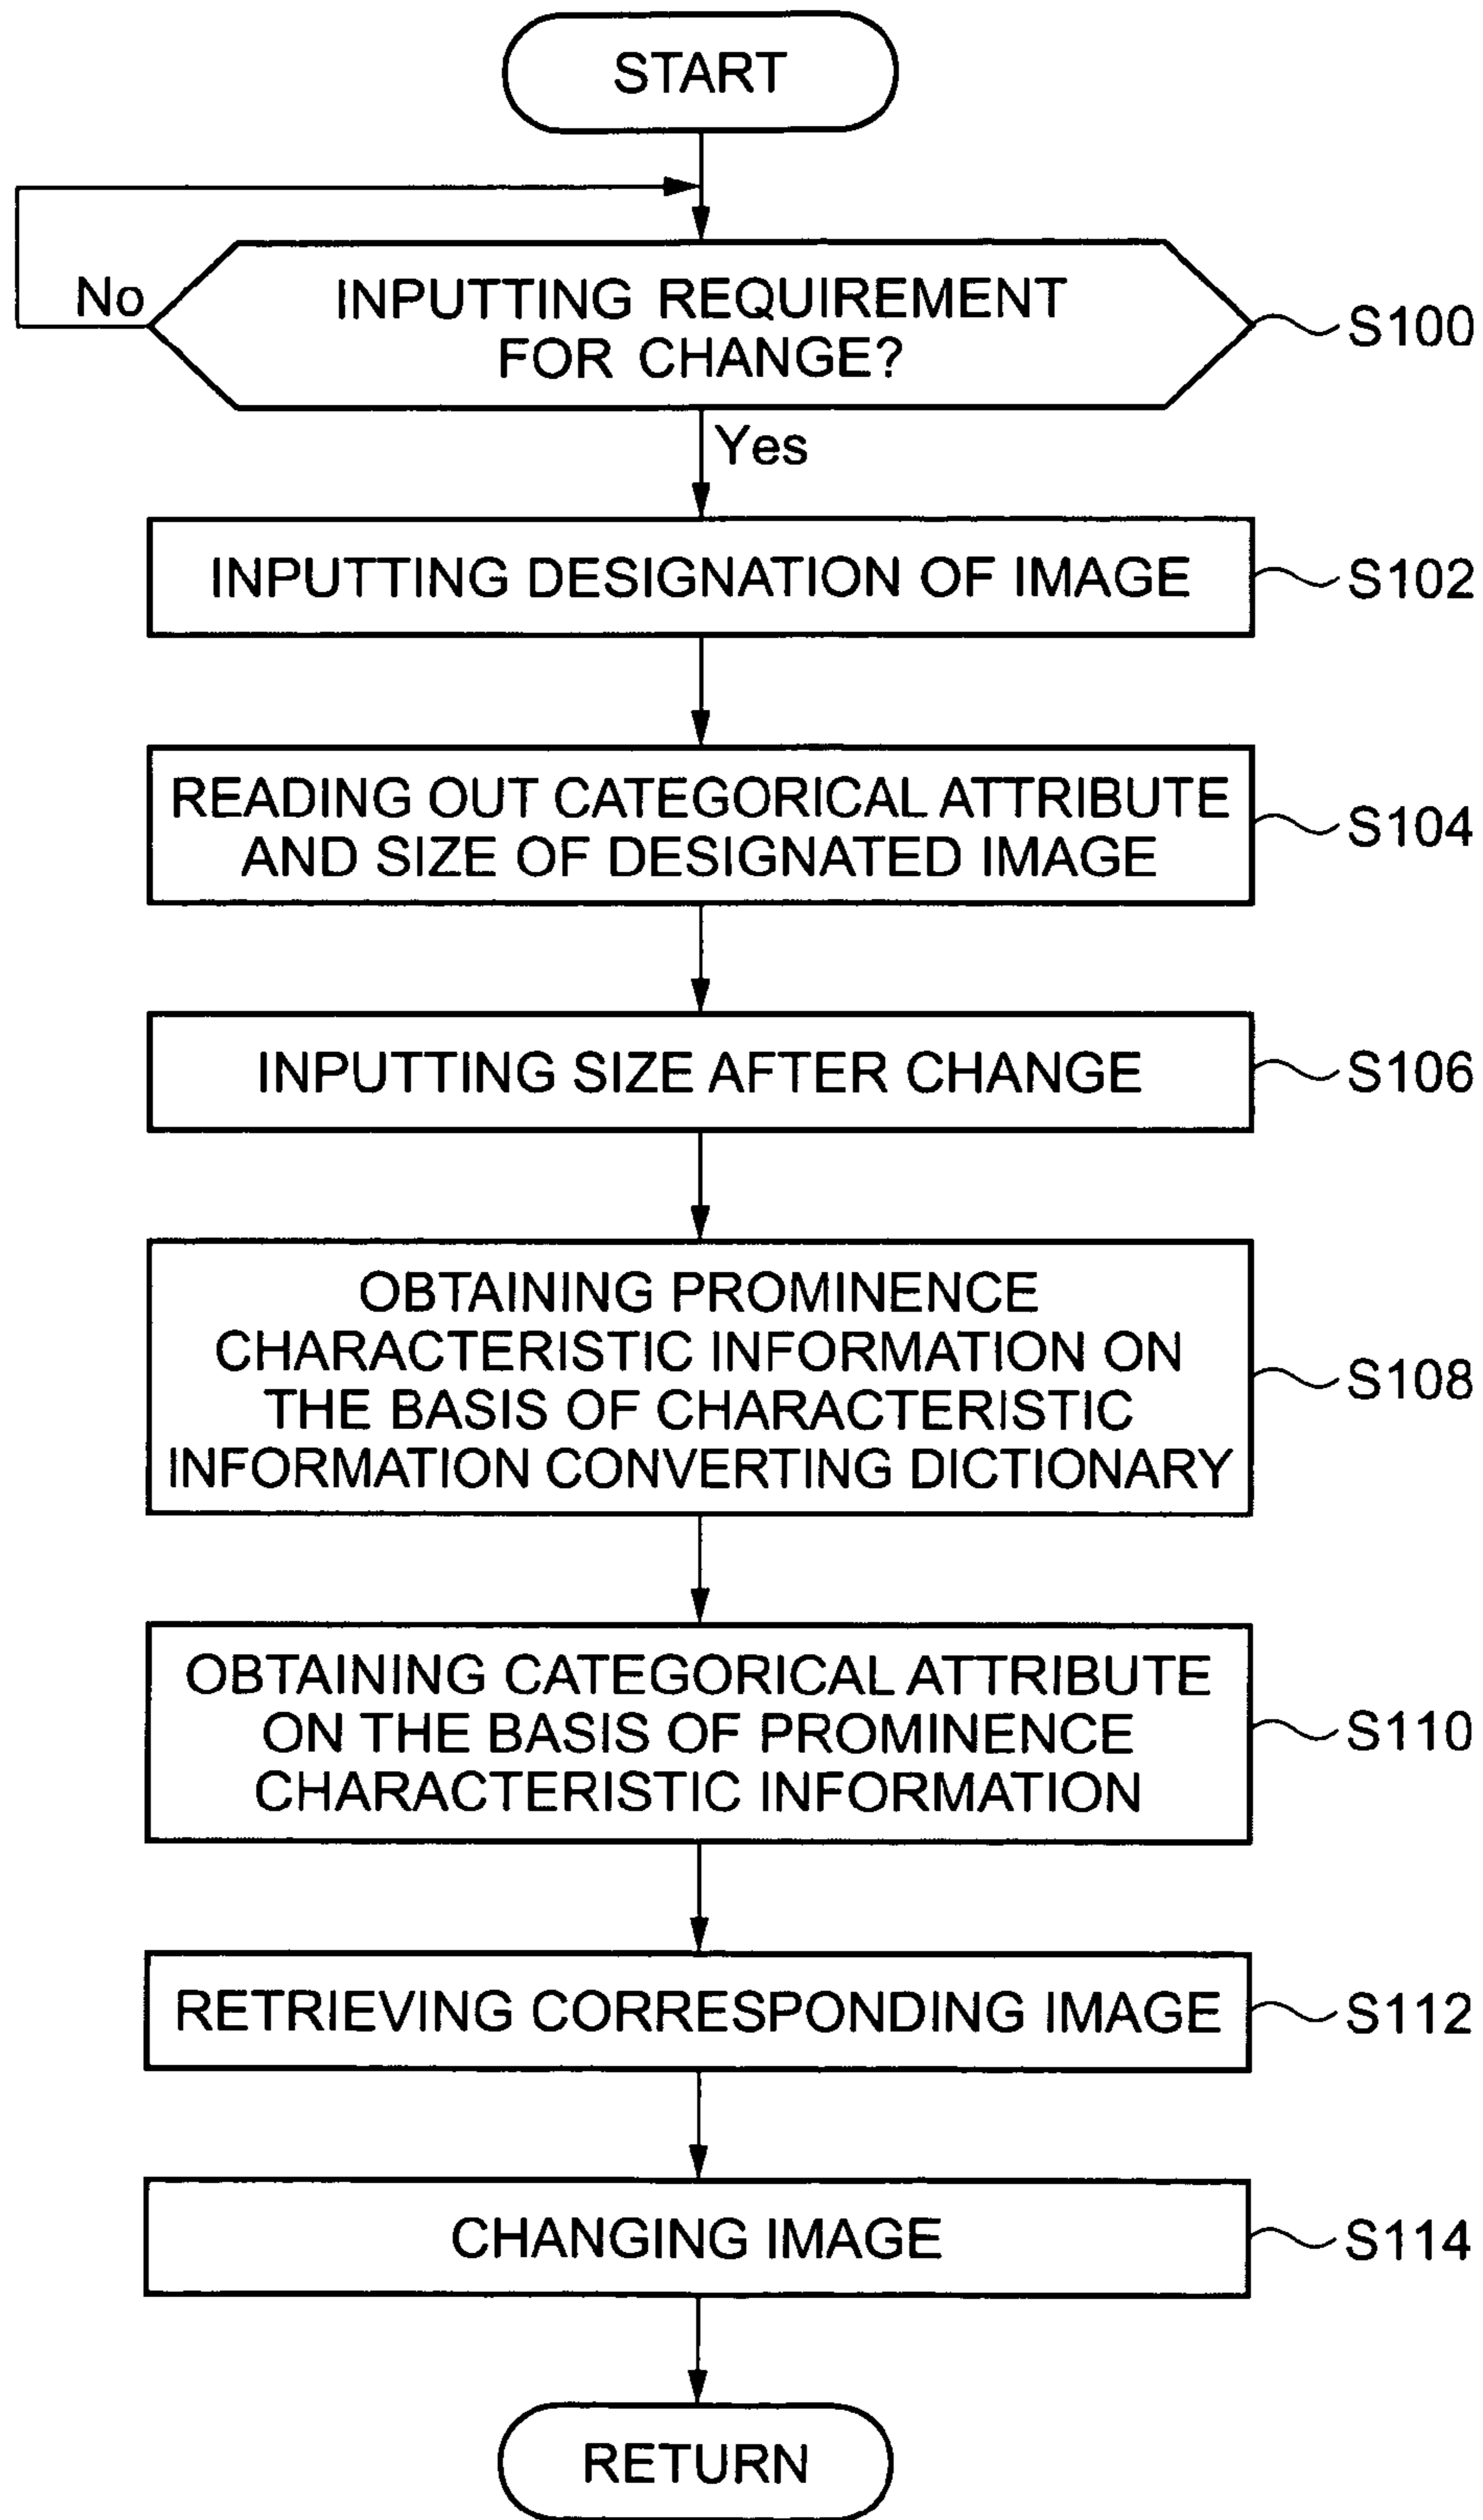 START
No
INPUTTING REQUIREMENT
FOR CHANGE?
S100
Yes
INPUTTING DESIGNATION OF IMAGE
S102
READING OUT CATEGORICAL ATTRIBUTE
AND SIZE OF DESIGNATED IMAGE
S104
INPUTTING SIZE AFTER CHANGE
S106
OBTAINING PROMINENCE
CHARACTERISTIC INFORMATION ON
THE BASIS OF CHARACTERISTIC
INFORMATION CONVERTING DICTIONARY
S108
OBTAINING CATEGORICAL ATTRIBUTE
ON THE BASIS OF PROMINENCE
CHARACTERISTIC INFORMATION
S110
RETRIEVING CORRESPONDING IMAGE
S112
CHANGING IMAGE
S114
RETURN